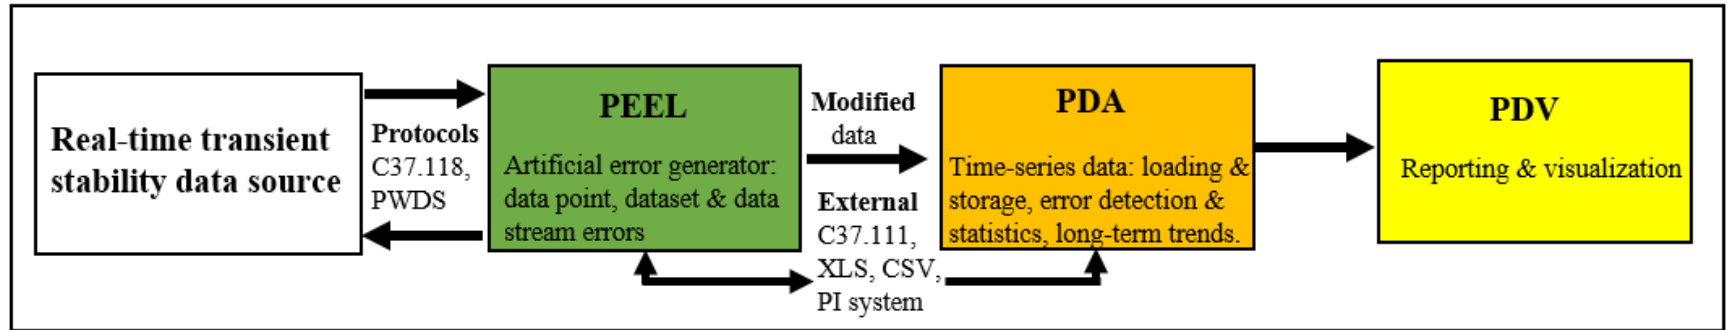 Real-time transient
stability data source
Protocols
C37.118,
PWDS
PEEL
Artificial error generator:
data point, dataset & data
stream errors
Modified
data
External
C37.111,
XLS, CSV,
PI system
PDA
Time-series data: loading &
storage, error detection &
statistics, long-term trends.
PDV
Reporting & visualization